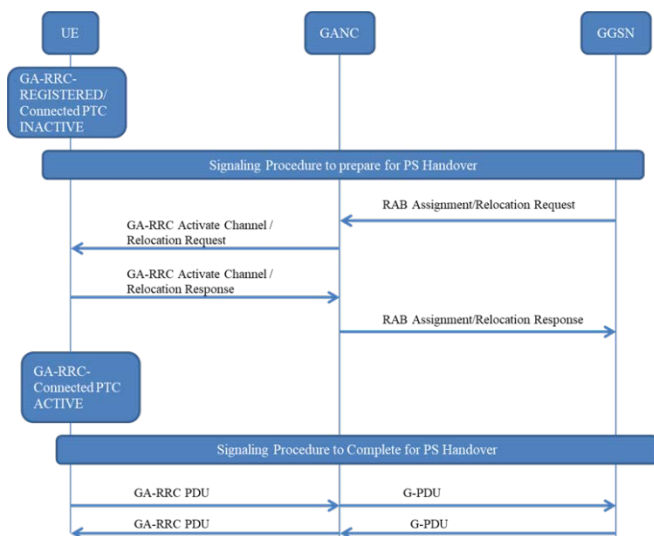 UE
GANC
GGSN
GA-RRC-
REGISTERED/
Connected PTC
INACTIVE
Signaling Procedure to prepare for PS Handover
RAB Assignment/Relocation Request
GA-RRC Activate Channel /
Relocation Request
GA-RRC Activate Channel /
Relocation Response
RAB Assignment/Relocation Response
GA-RRC-
Connected PTC
ACTIVE
Signaling Procedure to Complete for PS Handover
GA-RRC PDU
G-PDU
GA-RRC PDU
G-PDU